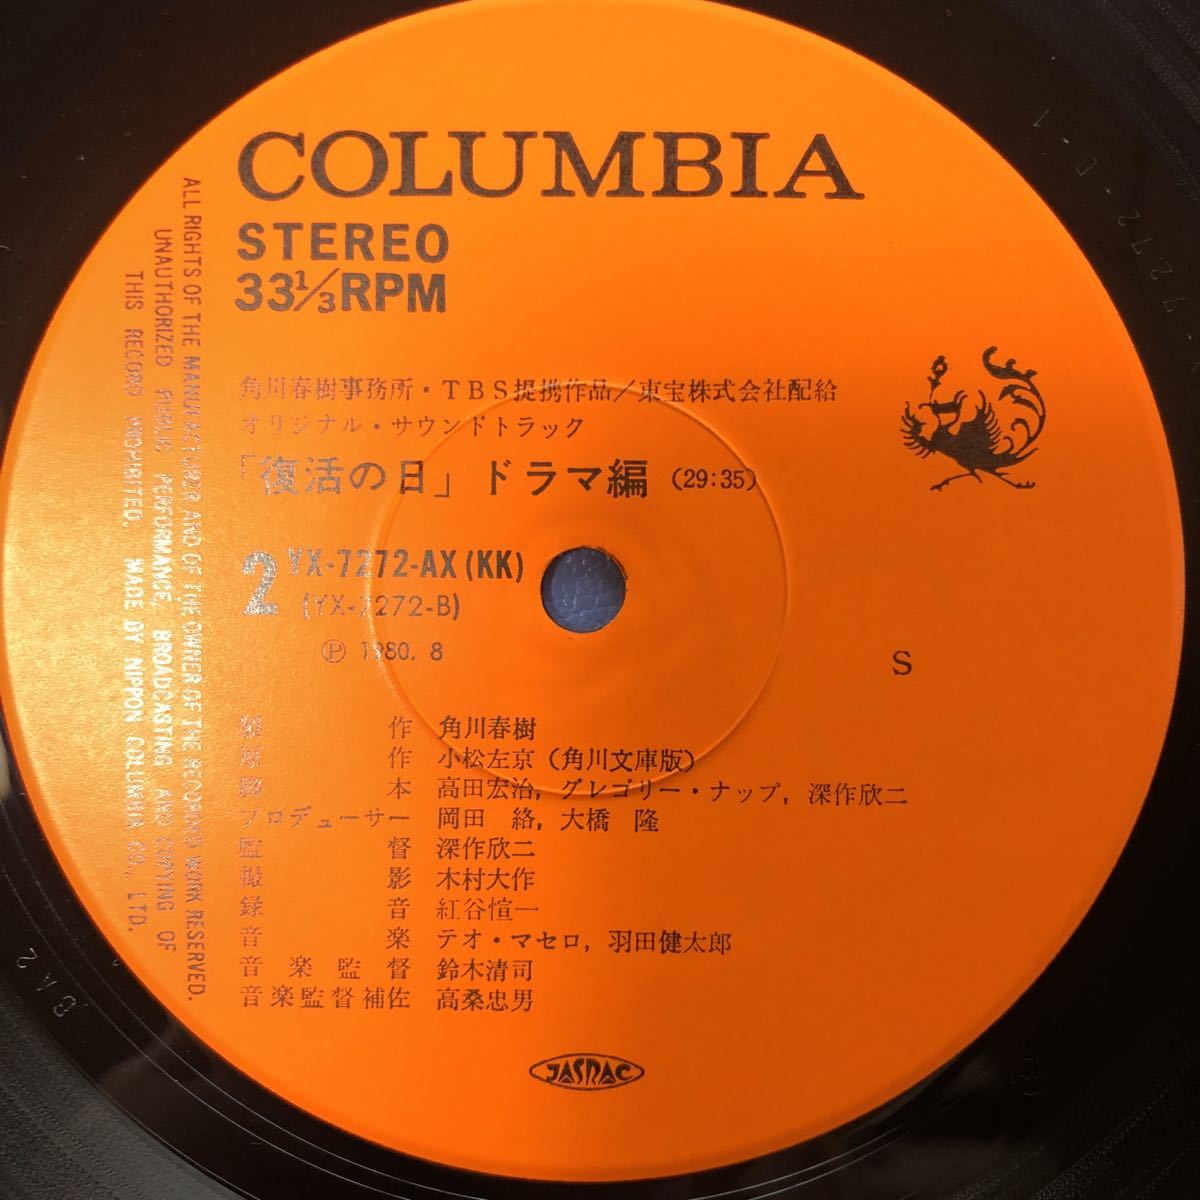 COLUMBIA
STEREO
33⅓RPM
角川春樹事務所・TBS提携作品/東宝株式会社配給
オリジナル・サウンドトラック
「復活の日」ドラマ編 (29:35)
2 YX-7272-AX(KK)
(YX-7272-B)
Ⓟ 1980. 8
S
製作 角川春樹
原作 小松左京(角川文庫版)
脚本 高田宏治, グレゴリー・ナップ, 深作欣二
プロデューサー 岡田 絡, 大橋 隆
監督 深作欣二
撮影 木村大作
録音 紅谷愃一
音楽 テオ・マセロ, 羽田健太郎
音楽監督 鈴木清司
音楽監督補佐 高桑忠男
JASRAC
ALL RIGHTS OF THE MANUFACTURER AND OF THE OWNER OF THE RECORDED WORK RESERVED.
UNAUTHORIZED PUBLIC PERFORMANCE, BROADCASTING AND COPYING OF
THIS RECORD PROHIBITED. MADE BY NIPPON COLUMBIA CO., LTD.
BA2